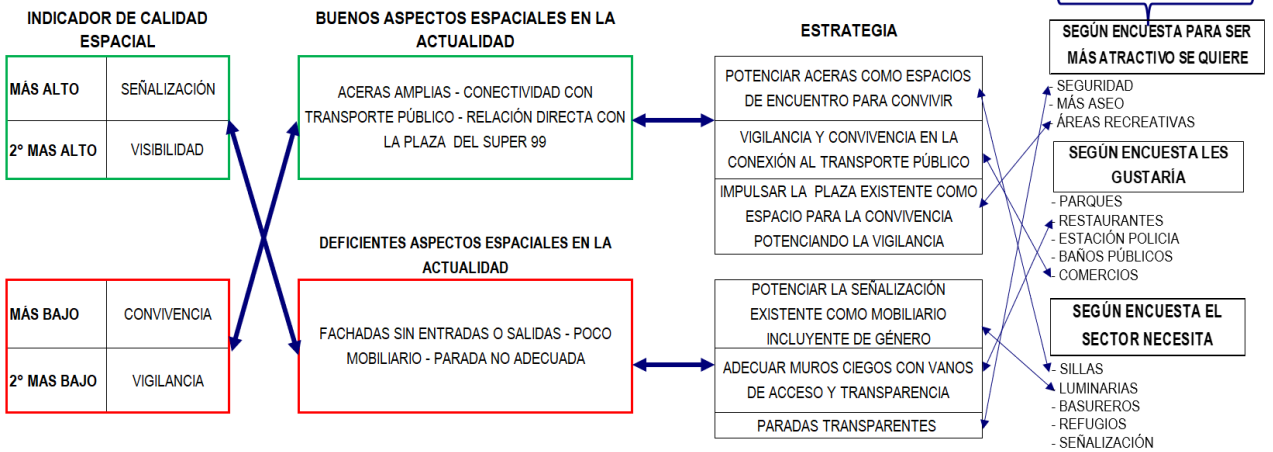 INDICADOR DE CALIDAD
ESPACIAL
MÁS ALTO
SEÑALIZACIÓN
2° MAS ALTO
VISIBILIDAD
MÁS BAJO
CONVIVENCIA
2° MAS BAJO
VIGILANCIA
BUENOS ASPECTOS ESPACIALES EN LA
ACTUALIDAD
ACERAS AMPLIAS - CONECTIVIDAD CON
TRANSPORTE PÚBLICO - RELACIÓN DIRECTA CON
LA PLAZA DEL SUPER 99
DEFICIENTES ASPECTOS ESPACIALES EN LA
ACTUALIDAD
FACHADAS SIN ENTRADAS O SALIDAS - POCO
MOBILIARIO - PARADA NO ADECUADA
ESTRATEGIA
POTENCIAR ACERAS COMO ESPACIOS
DE ENCUENTRO PARA CONVIVIR
VIGILANCIA Y CONVIVENCIA EN LA
CONEXIÓN AL TRANSPORTE PÚBLICO
IMPULSAR LA PLAZA EXISTENTE COMO
ESPACIO PARA LA CONVIVENCIA
POTENCIANDO LA VIGILANCIA
POTENCIAR LA SEÑALIZACIÓN
EXISTENTE COMO MOBILIARIO
INCLUYENTE DE GÉNERO
ADECUAR MUROS CIEGOS CON VANOS
DE ACCESO Y TRANSPARENCIA
PARADAS TRANSPARENTES
SEGÚN ENCUESTA PARA SER
MÁS ATRACTIVO SE QUIERE
- SEGURIDAD
- MÁS ASEO
- ÁREAS RECREATIVAS
SEGÚN ENCUESTA LES
GUSTARÍA
- PARQUES
- RESTAURANTES
- ESTACIÓN POLICIA
- BAÑOS PÚBLICOS
- COMERCIOS
SEGÚN ENCUESTA EL
SECTOR NECESITA
- SILLAS
- LUMINARIAS
- BASUREROS
- REFUGIOS
- SEÑALIZACIÓN